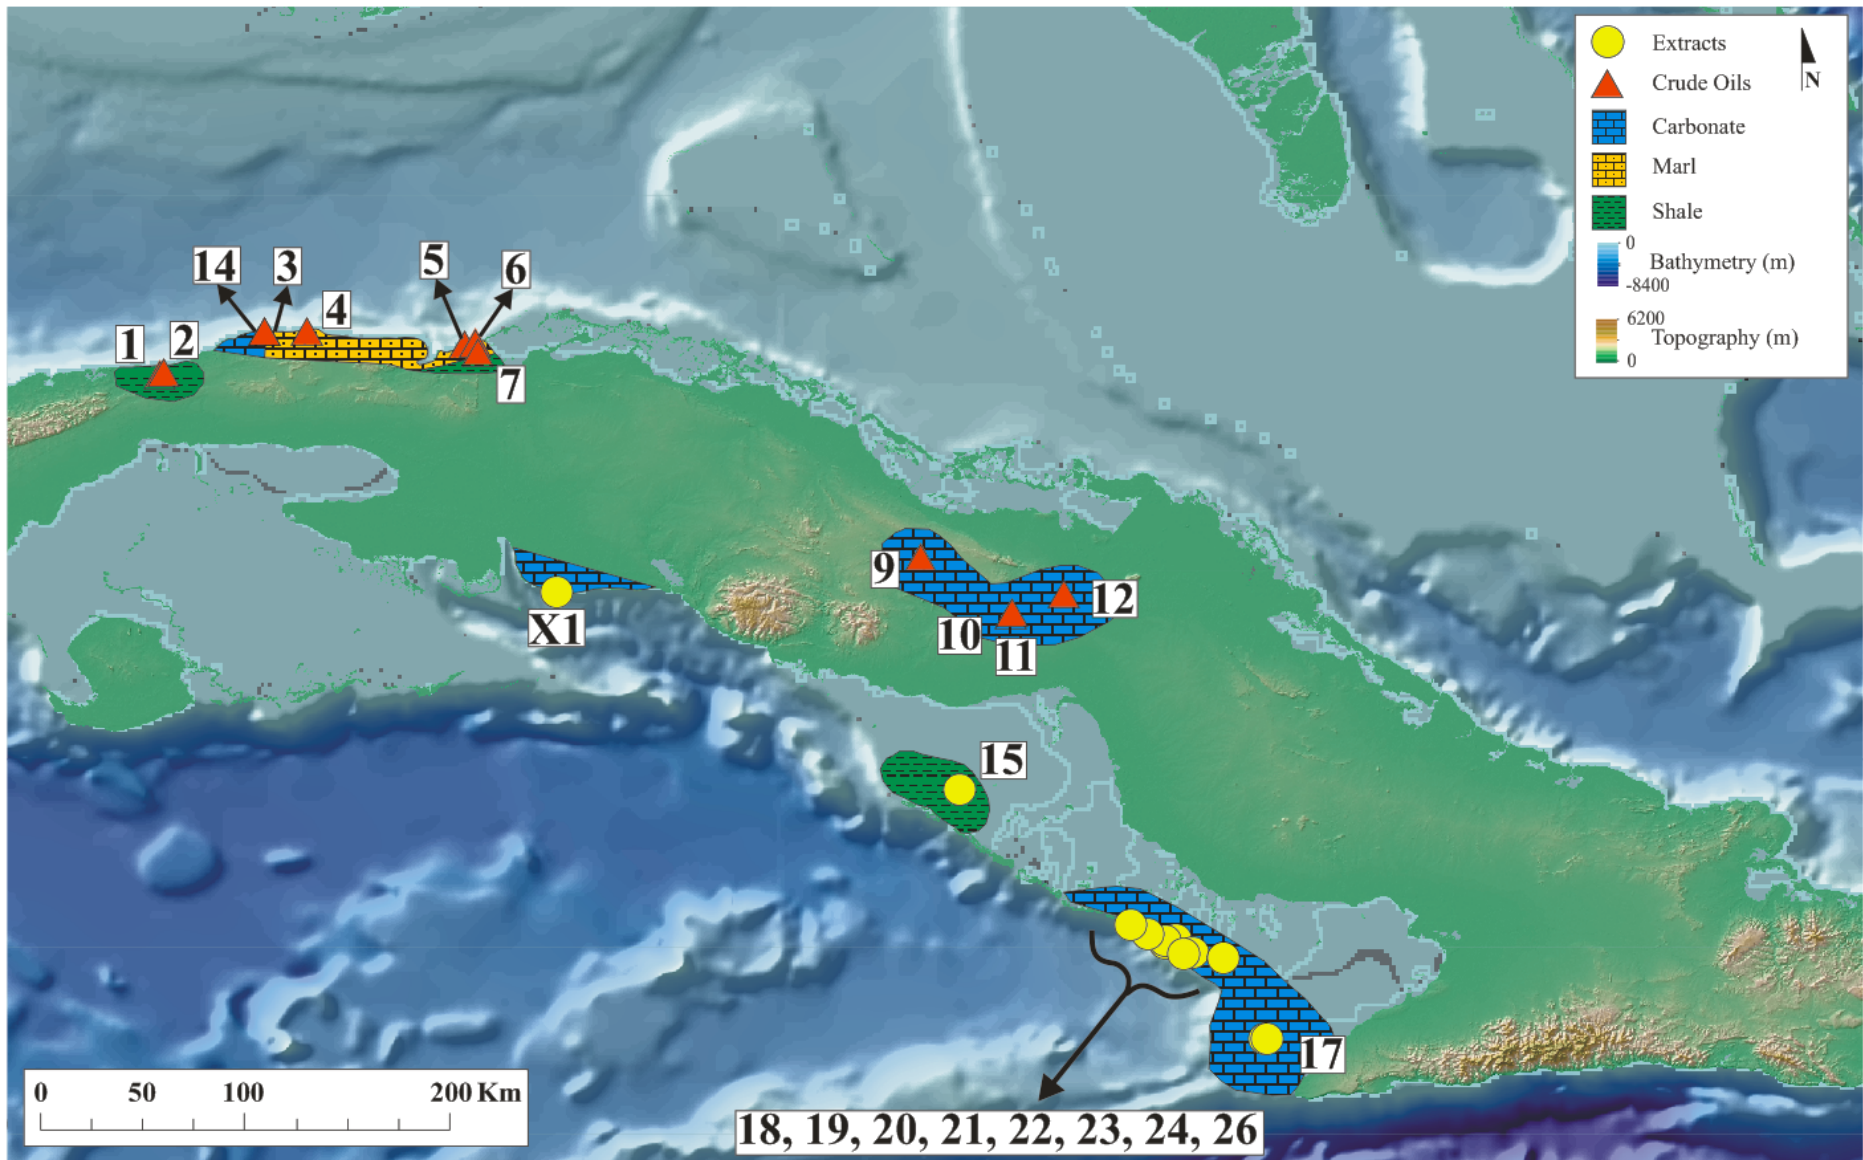 Extracts
Crude Oils
N
Carbonate
Marl
Shale
0
Bathymetry (m)
-8400
6200
Topography (m)
0
14
3
5
6
4
1
2
7
9
12
X1
10
11
15
17
0 50 100 200 Km
18, 19, 20, 21, 22, 23, 24, 26